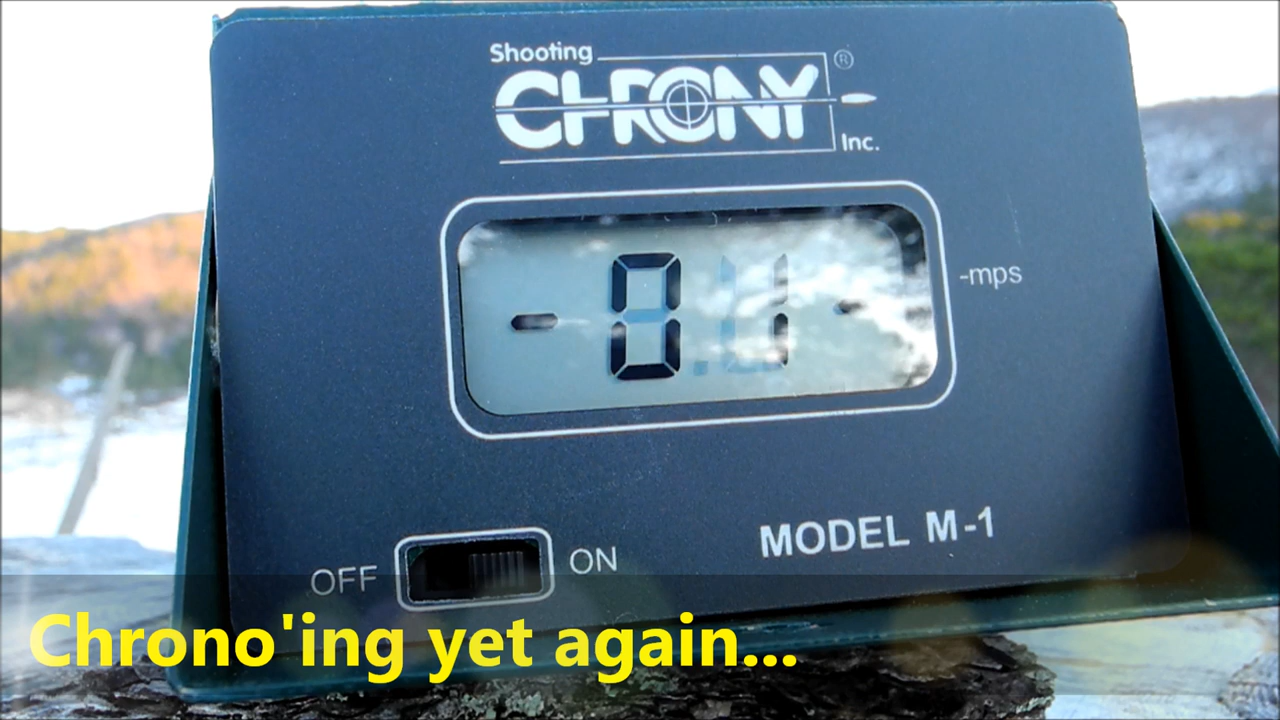 Shooting
CHRONY®
Inc.
-mps
MODEL M-1
OFF ON
Chrono'ing yet again...